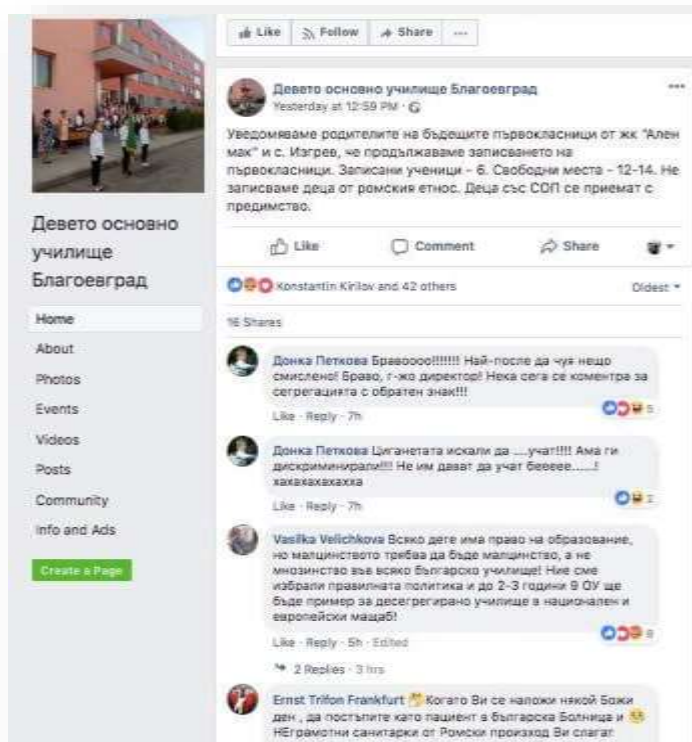 Like Follow Share
Девето основно училище Благоевград
Yesterday at 12:59 PM ·
Уведомяваме родителите на бъдещите първокласници от жк "Ален
мак" и с. Изгрев, че продължаваме записването на
първокласници. Записани ученици - 6. Свободни места - 12-14. Не
записваме деца от ромския етнос. Деца със СОП се приемат с
предимство.
Like Comment Share
Konstantin Kirilov and 42 others Oldest
16 Shares
Девето основно
училище
Благоевград
Home
About
Photos
Events
Videos
Posts
Community
Info and Ads
Create a Page
Донка Петкова Бравоооо!!!!!!! Най-после да чуя нещо
смислено! Браво, г-жо директор! Нека сега се коментра за
сегрегацията с обратен знак!!!
5
Like · Reply · 7h
Донка Петкова Циганетата искали да ....учат!!!! Ама ги
дискриминирали!!!! Не им дават да учат бееeее......!
хахахахахахха
2
Like · Reply · 7h
Vasilka Velichkova Всяко дете има право на образование,
но малцинството трябва да бъде малцинство, а не
мнозинство във всяко българско училище! Ние сме
избрали правилната политика и до 2-3 години 9 ОУ ще
бъде пример за десегрегирано училище в национален и
европейски мащаб!
Like · Reply · 5h · Edited
2 Replies · 3 hrs
Ernst Trifon Frankfurt Когато Ви се наложи някой Божи
ден , да постъпите като пациент в българска Болница и
НЕграмотни санитарки от Ромски произход Ви слагат